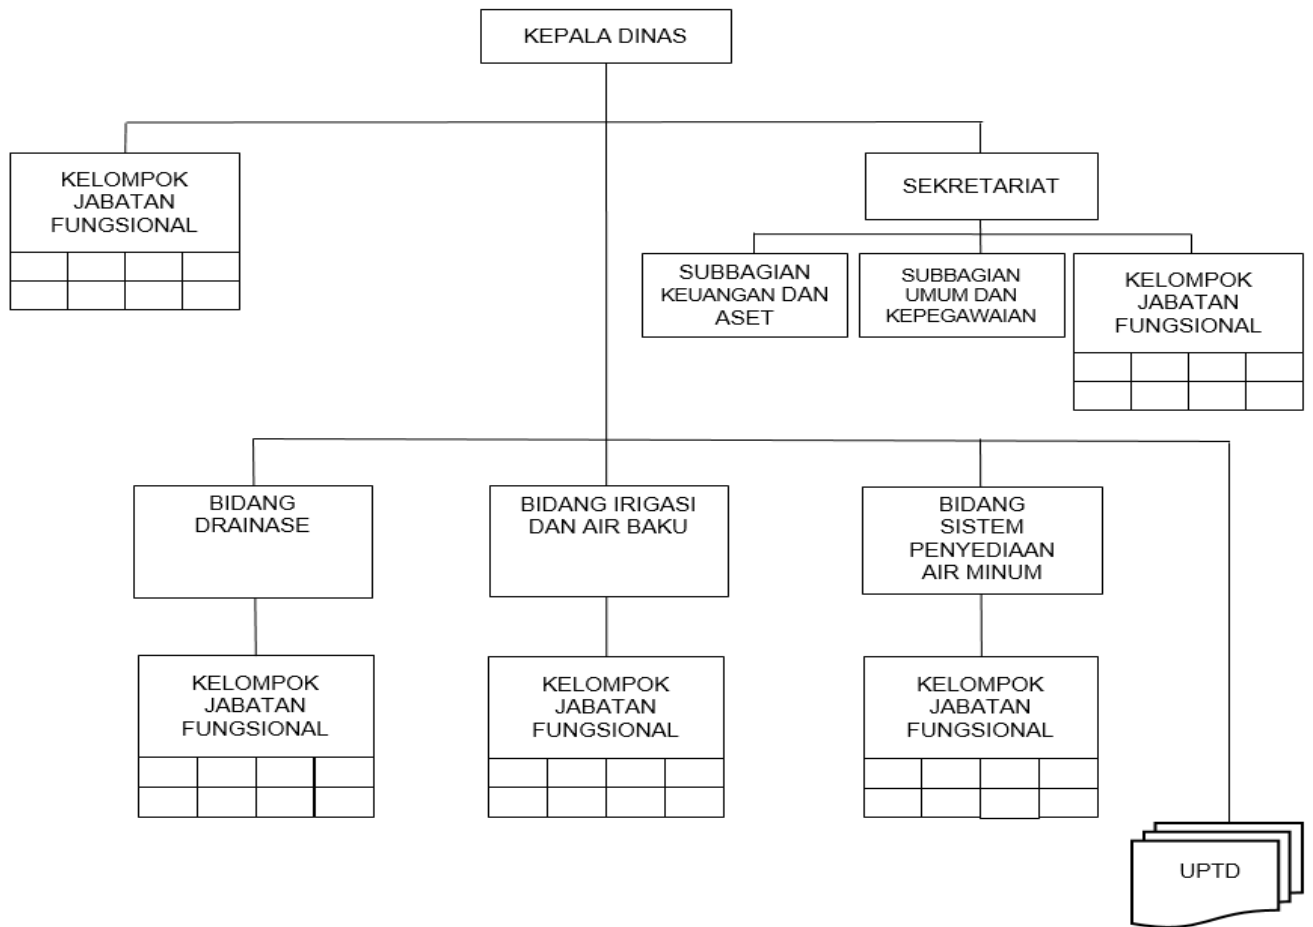 KEPALA DINAS
KELOMPOK
JABATAN
FUNGSIONAL
SEKRETARIAT
SUBBAGIAN
KEUANGAN DAN
ASET
SUBBAGIAN
UMUM DAN
KEPEGAWAIAN
KELOMPOK
JABATAN
FUNGSIONAL
BIDANG
DRAINASE
BIDANG IRIGASI
DAN AIR BAKU
BIDANG
SISTEM
PENYEDIAAN
AIR MINUM
KELOMPOK
JABATAN
FUNGSIONAL
KELOMPOK
JABATAN
FUNGSIONAL
KELOMPOK
JABATAN
FUNGSIONAL
UPTD